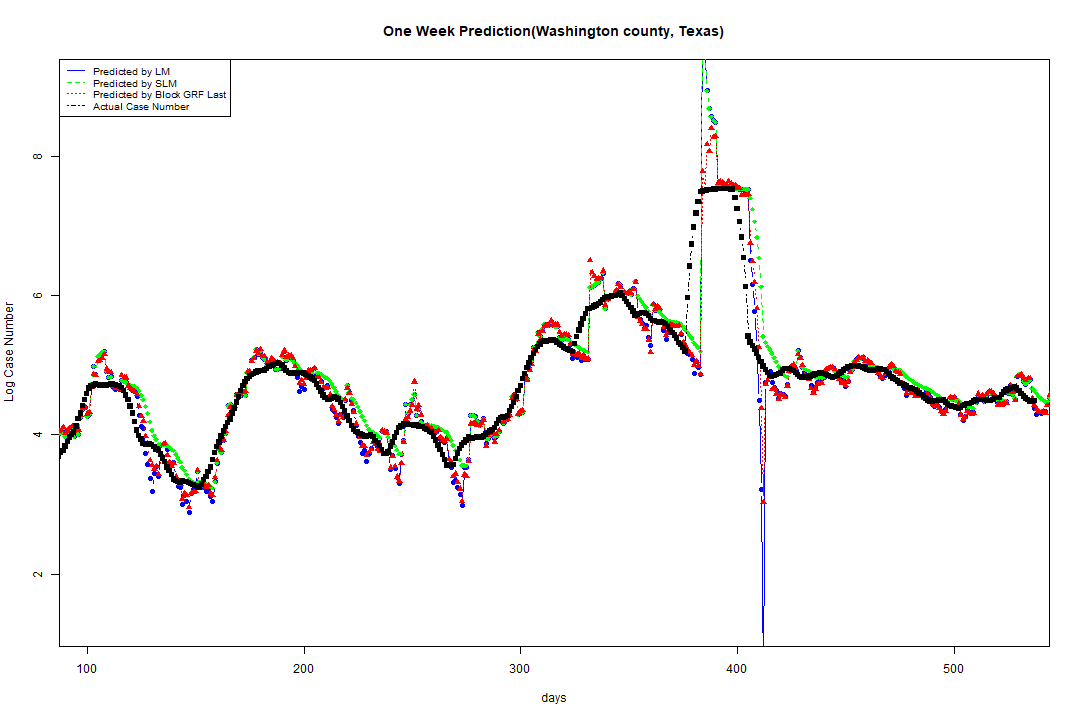 One Week Prediction(Washington county, Texas)
Predicted by LM
Predicted by SLM
Predicted by Block GRF Last
Actual Case Number
Log Case Number
8
6
4
2
100 200 300 400 500
days